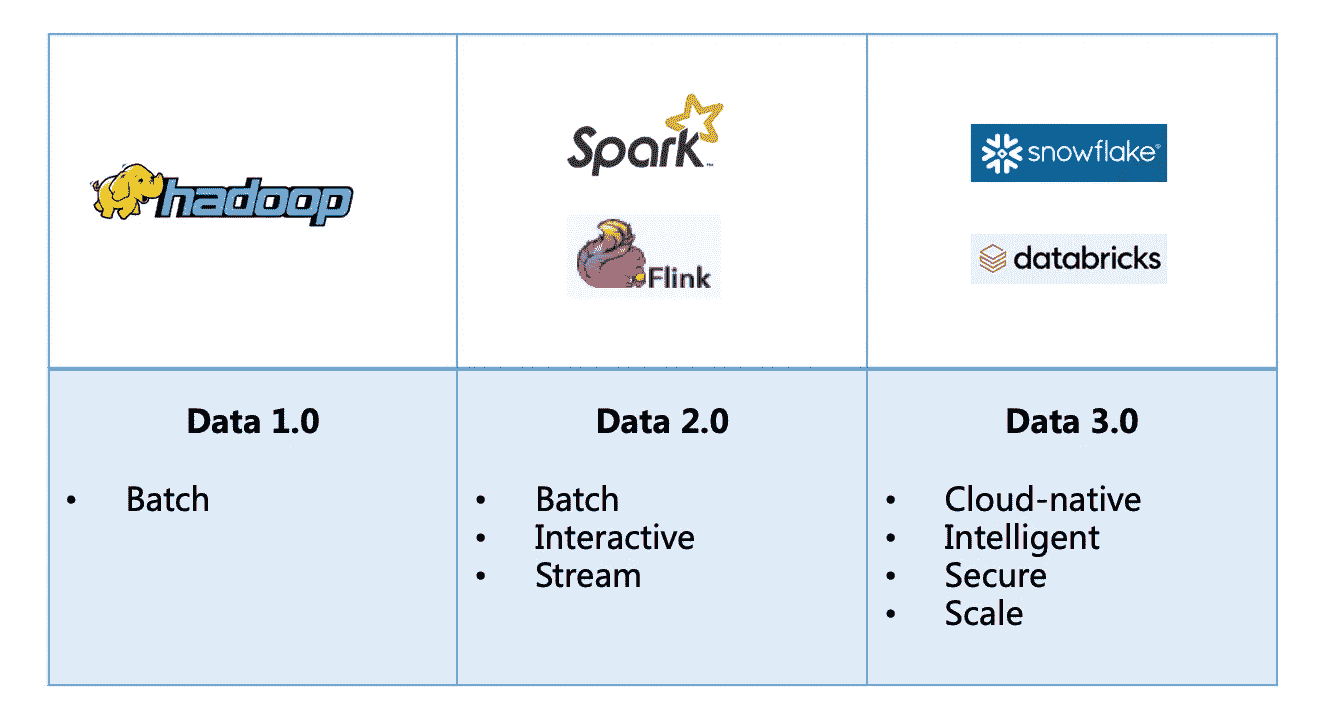 hadoop
Spark™
Flink
snowflake®
databricks
Data 1.0
• Batch
Data 2.0
• Batch
• Interactive
• Stream
Data 3.0
• Cloud-native
• Intelligent
• Secure
• Scale